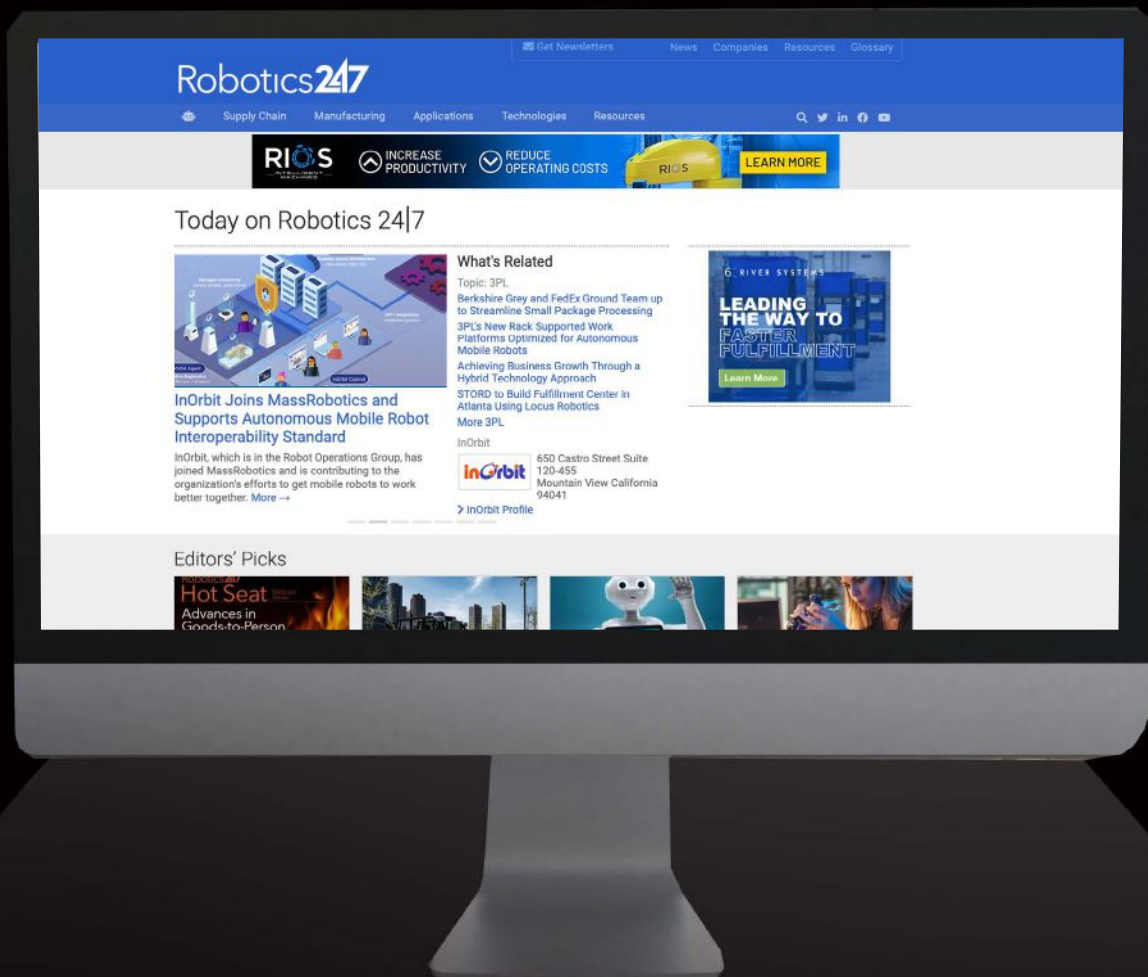 Get Newsletters
News Companies Resources Glossary
Robotics247
Supply Chain Manufacturing Applications Technologies Resources
RIOS
INTELLIGENT
MACHINES
INCREASE
PRODUCTIVITY
REDUCE
OPERATING COSTS
RIOS
LEARN MORE
Today on Robotics 24|7
InOrbit Control
InOrbit Joins MassRobotics and
Supports Autonomous Mobile Robot
Interoperability Standard
InOrbit, which is in the Robot Operations Group, has
joined MassRobotics and is contributing to the
organization's efforts to get mobile robots to work
better together. More →
What's Related
Topic: 3PL
Berkshire Grey and FedEx Ground Team up
to Streamline Small Package Processing
3PL's New Rack Supported Work
Platforms Optimized for Autonomous
Mobile Robots
Achieving Business Growth Through a
Hybrid Technology Approach
STORD to Build Fulfillment Center in
Atlanta Using Locus Robotics
More 3PL
InOrbit
inOrbit
650 Castro Street Suite
120-455
Mountain View California
94041
> InOrbit Profile
6 RIVER SYSTEMS
LEADING
THE WAY TO
FASTER
FULFILLMENT
Learn More
Editors' Picks
Robotics247
Hot Seat
Advances in
Goods-to-Person